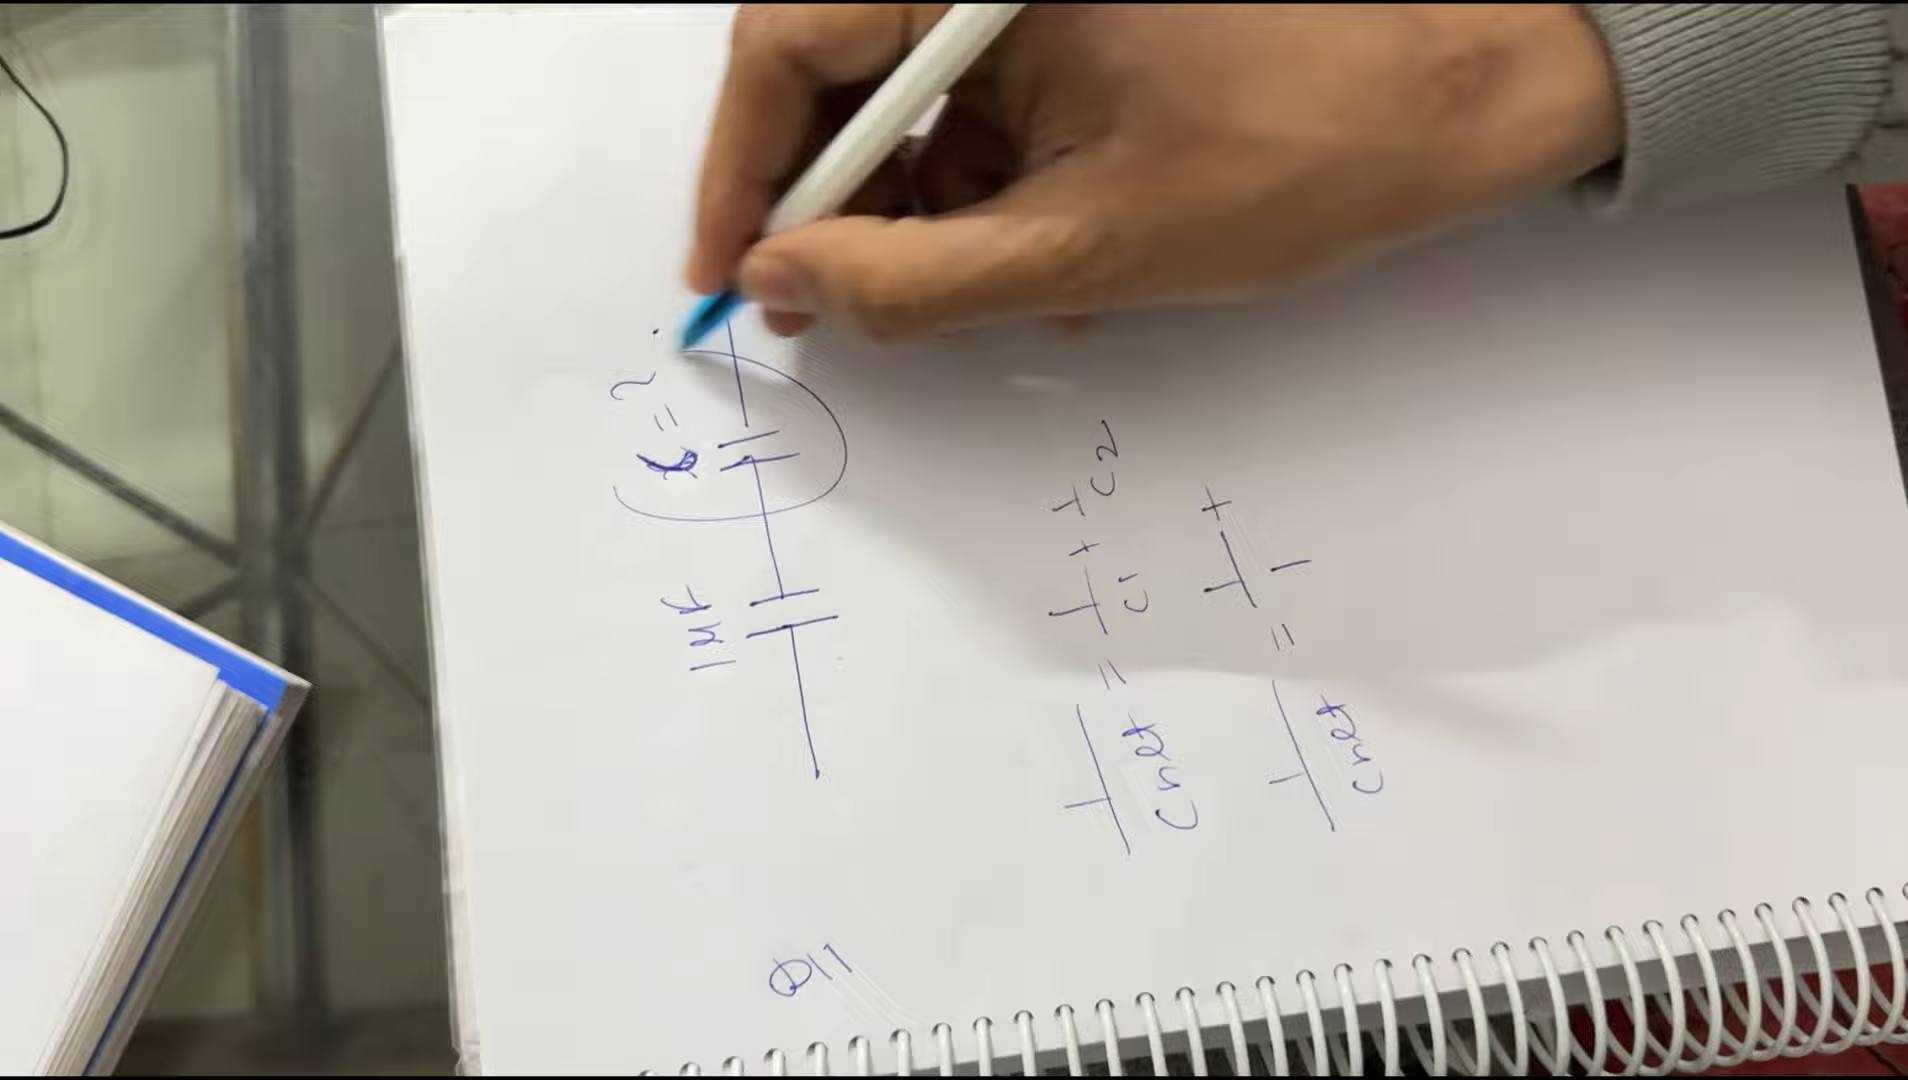 Q11
1µf = ?
1/Cnet = 1/C1 + 1/C2
1/Cnet = 1/1 +